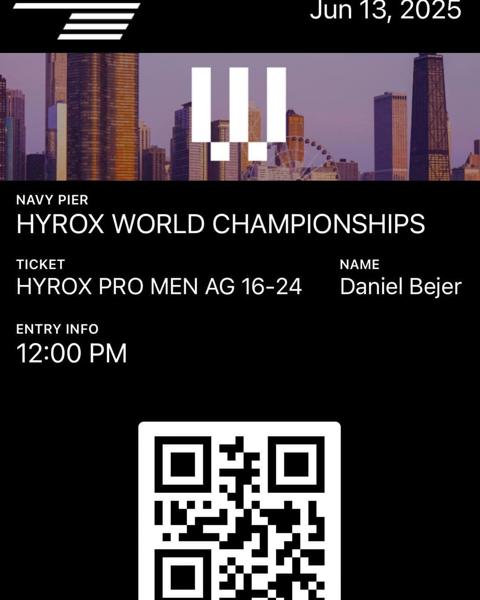 Jun 13, 2025
NAVY PIER
HYROX WORLD CHAMPIONSHIPS
TICKET NAME
HYROX PRO MEN AG 16-24 Daniel Bejer
ENTRY INFO
12:00 PM